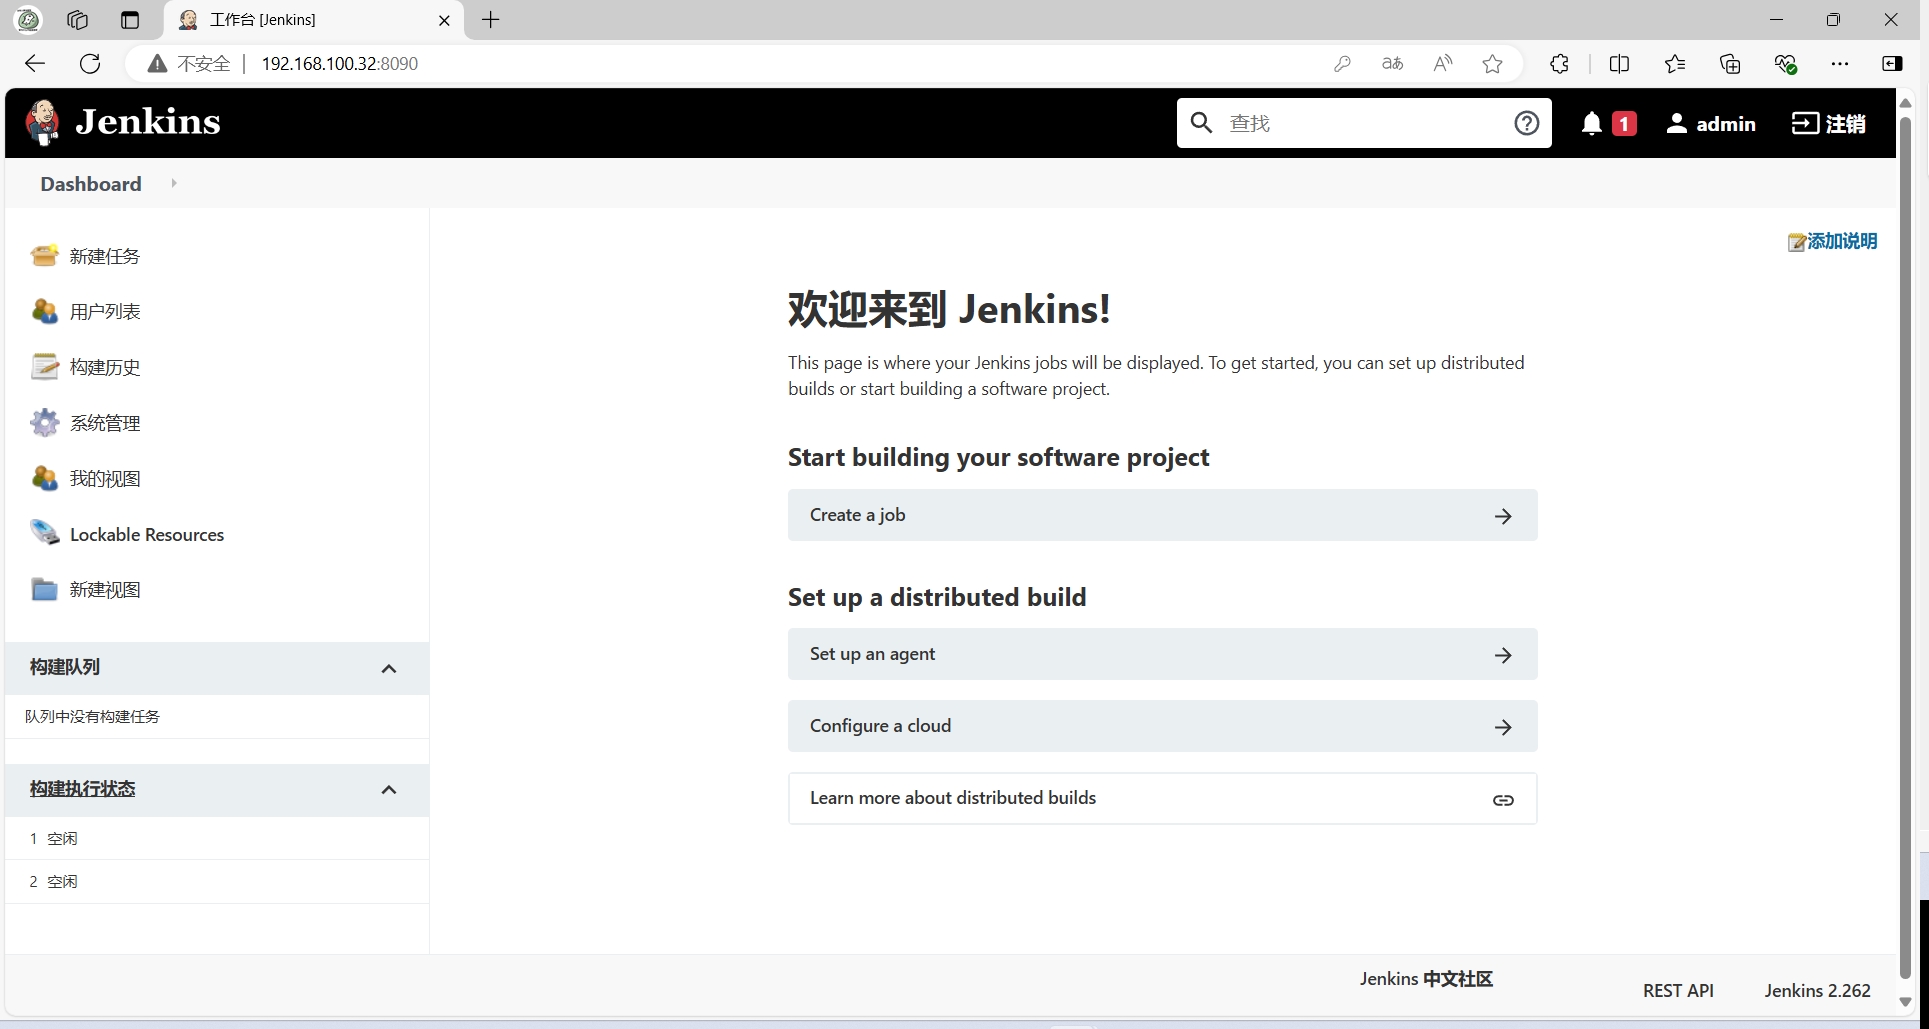 工作台 [Jenkins]
不安全 192.168.100.32:8090
aあ
Jenkins
查找
1
admin
注销
Dashboard
添加说明
新建任务
用户列表
构建历史
系统管理
我的视图
Lockable Resources
新建视图
构建队列
队列中没有构建任务
构建执行状态
1 空闲
2 空闲
欢迎来到 Jenkins!
This page is where your Jenkins jobs will be displayed. To get started, you can set up distributed
builds or start building a software project.
Start building your software project
Create a job
Set up a distributed build
Set up an agent
Configure a cloud
Learn more about distributed builds
Jenkins 中文社区
REST API
Jenkins 2.262